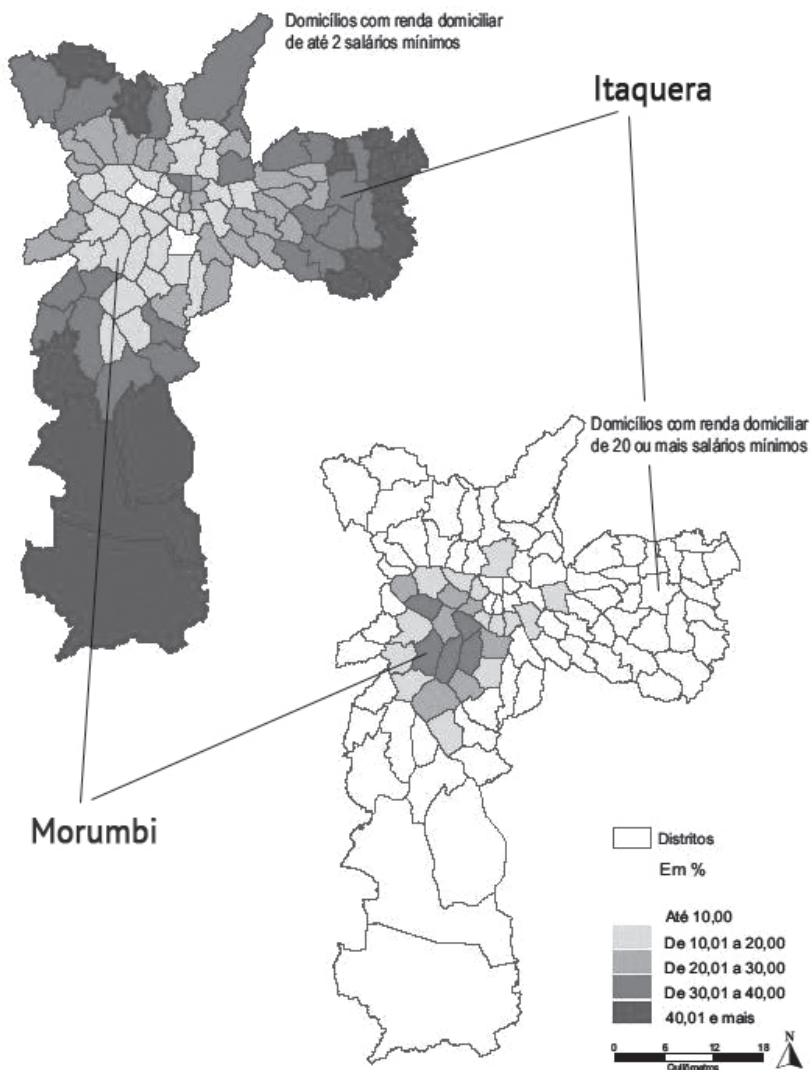 Domicílios com renda domiciliar
de até 2 salários mínimos
Itaquera
Domicílios com renda domiciliar
de 20 ou mais salários mínimos
Morumbi
Distritos
Em %
Até 10,00
De 10,01 a 20,00
De 20,01 a 30,00
De 30,01 a 40,00
40,01 e mais
N
0 6 12 18
Quilômetros